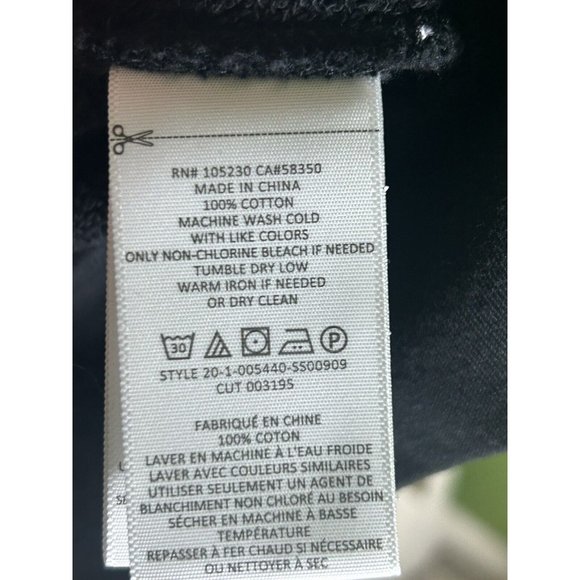 RN# 105230 CA#58350
MADE IN CHINA
100% COTTON
MACHINE WASH COLD
WITH LIKE COLORS
ONLY NON-CHLORINE BLEACH IF NEEDED
TUMBLE DRY LOW
WARM IRON IF NEEDED
OR DRY CLEAN
30 P
STYLE 20-1-005440-SS00909
CUT 003195
FABRIQUÉ EN CHINE
100% COTON
LAVER EN MACHINE À L'EAU FROIDE
LAVER AVEC COULEURS SIMILAIRES
UTILISER SEULEMENT UN AGENT DE
BLANCHIMENT NON CHLORÉ AU BESOIN
SÉCHER EN MACHINE À BASSE
TEMPÉRATURE
REPASSER À FER CHAUD SI NÉCESSAIRE
OU NETTOYER À SEC